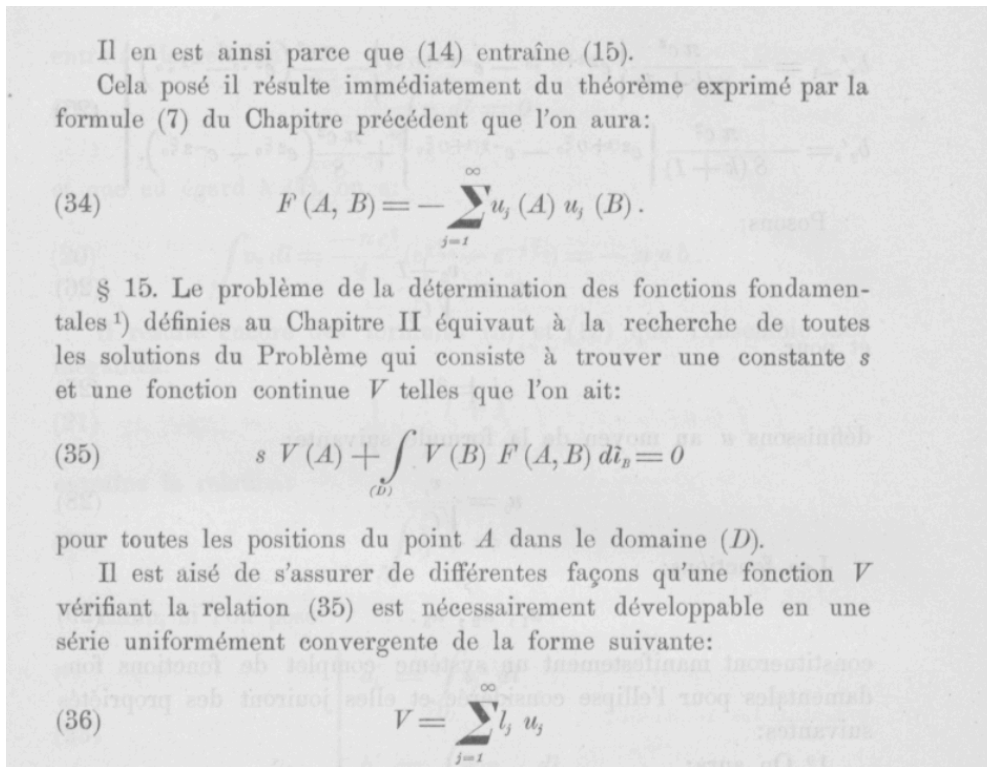 Il en est ainsi parce que (14) entraîne (15).
Cela posé il résulte immédiatement du théorème exprimé par la
formule (7) du Chapitre précédent que l'on aura:
(34) F (A, B) = — ∑_{j=1}^{∞} u_j (A) u_j (B) .
§ 15. Le problème de la détermination des fonctions fondamen-
tales ¹) définies au Chapitre II équivaut à la recherche de toutes
les solutions du Problème qui consiste à trouver une constante s
et une fonction continue V telles que l'on ait:
(35) s V (A) + ∫_{(D)} V (B) F (A, B) di_B = 0
pour toutes les positions du point A dans le domaine (D).
Il est aisé de s'assurer de différentes façons qu'une fonction V
vérifiant la relation (35) est nécessairement développable en une
série uniformément convergente de la forme suivante:
(36) V = ∑_{j=1}^{∞} l_j u_j